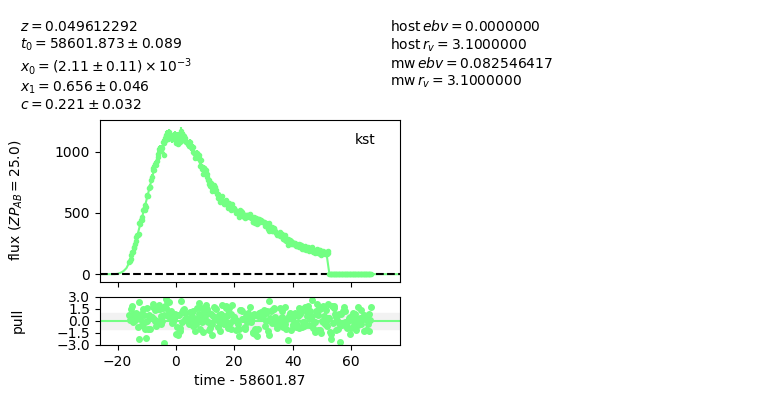 z = 0.049612292
t₀ = 58601.873 ± 0.089
x₀ = (2.11 ± 0.11) × 10⁻³
x₁ = 0.656 ± 0.046
c = 0.221 ± 0.032
host ebv = 0.0000000
host r_v = 3.1000000
mw ebv = 0.082546417
mw r_v = 3.1000000
flux (ZP_AB = 25.0)
1000
500
0
kst
pull
3.0
1.5
0.0
−1.5
−3.0
−20 0 20 40 60
time - 58601.87